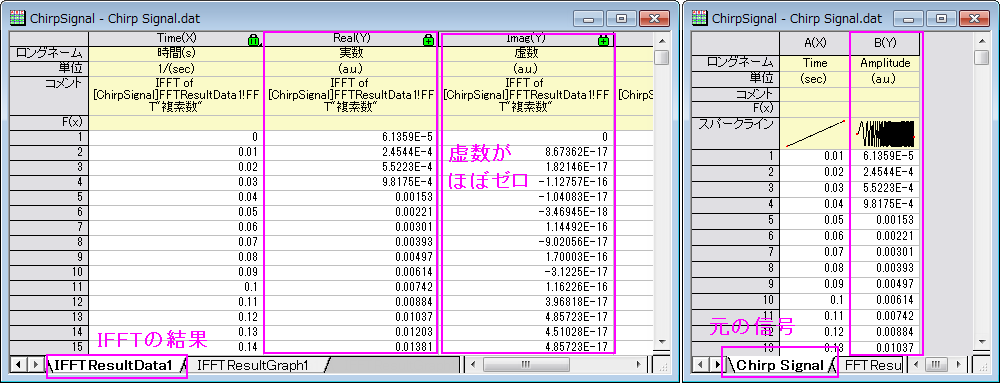 ChirpSignal - Chirp Signal.dat
Time(X) Real(Y) Imag(Y)
ロングネーム 時間(s) 実数 虚数
単位 1/(sec) (a.u.) (a.u.)
コメント IFFT of [ChirpSignal]FFTResultData1!FFT"複素数" IFFT of [ChirpSignal]FFTResultData1!FFT"複素数" IFFT of [ChirpSignal]FFTResultData1!FFT"複素数"
F(x)
1 0 6.1359E-5 0
2 0.01 2.4544E-4 8.67362E-17
3 0.02 5.5223E-4 1.82146E-17
4 0.03 9.8175E-4 -1.12757E-16
5 0.04 0.00153 -1.04083E-17
6 0.05 0.00221 -3.46945E-18
7 0.06 0.00301 1.14492E-16
8 0.07 0.00393 -9.02056E-17
9 0.08 0.00497 1.70003E-16
10 0.09 0.00614 -3.1225E-17
11 0.1 0.00742 1.16226E-16
12 0.11 0.00884 3.96818E-17
13 0.12 0.01037 4.85723E-17
14 0.13 0.01203 4.51028E-17
15 0.14 0.01381 4.85723E-17
虚数が
ほぼゼロ
IFFTの結果
IFFTResultData1 IFFTResultGraph1
ChirpSignal - Chirp Signal.dat
A(X) B(Y)
ロングネーム Time Amplitude
単位 (sec) (a.u.)
コメント
F(x)
スパークライン
1 0.01 6.1359E-5
2 0.02 2.4544E-4
3 0.03 5.5223E-4
4 0.04 9.8175E-4
5 0.05 0.00153
6 0.06 0.00221
7 0.07 0.00301
8 0.08 0.00393
9 0.09 0.00497
10 0.1 0.00614
11 0.11 0.00742
12 0.12 0.00884
13 0.13 0.01037
元の信号
Chirp Signal FFTResu